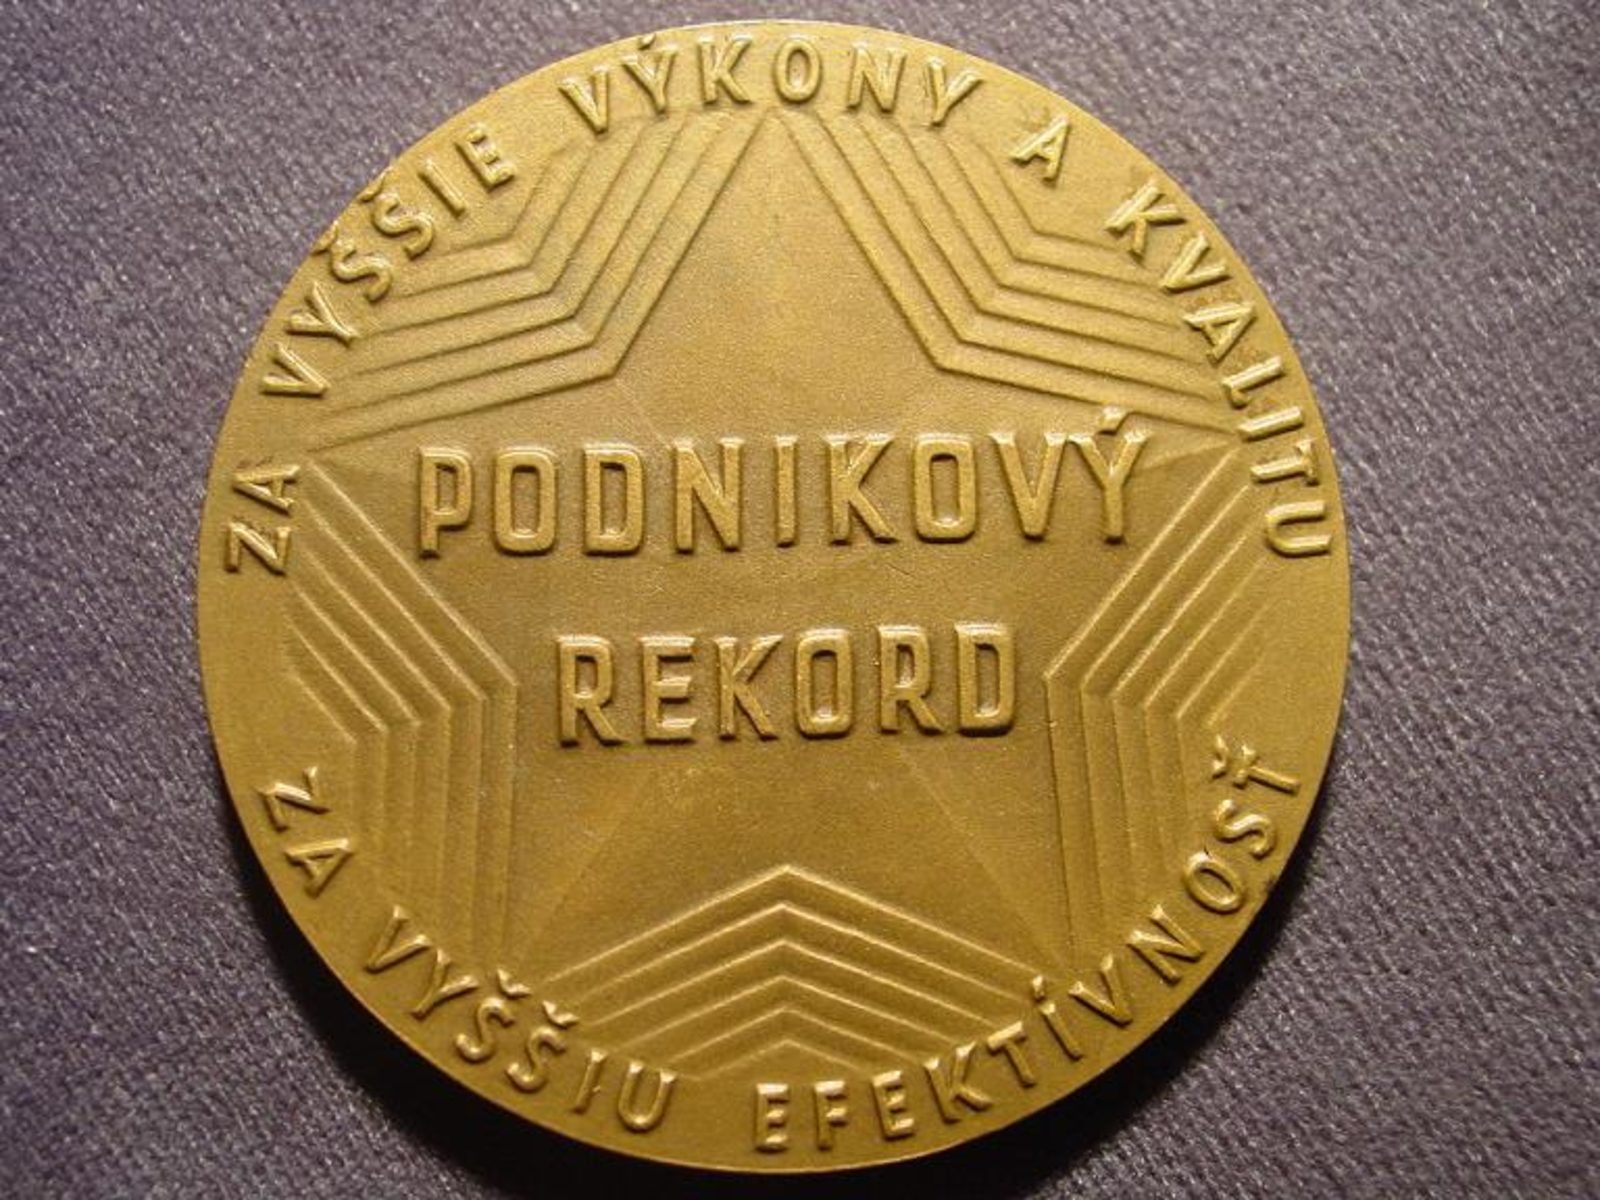 ZA VYŠŠIE VÝKONY A KVALITU
PODNIKOVÝ
REKORD
ZA VYŠŠIU EFEKTÍVNOSŤ